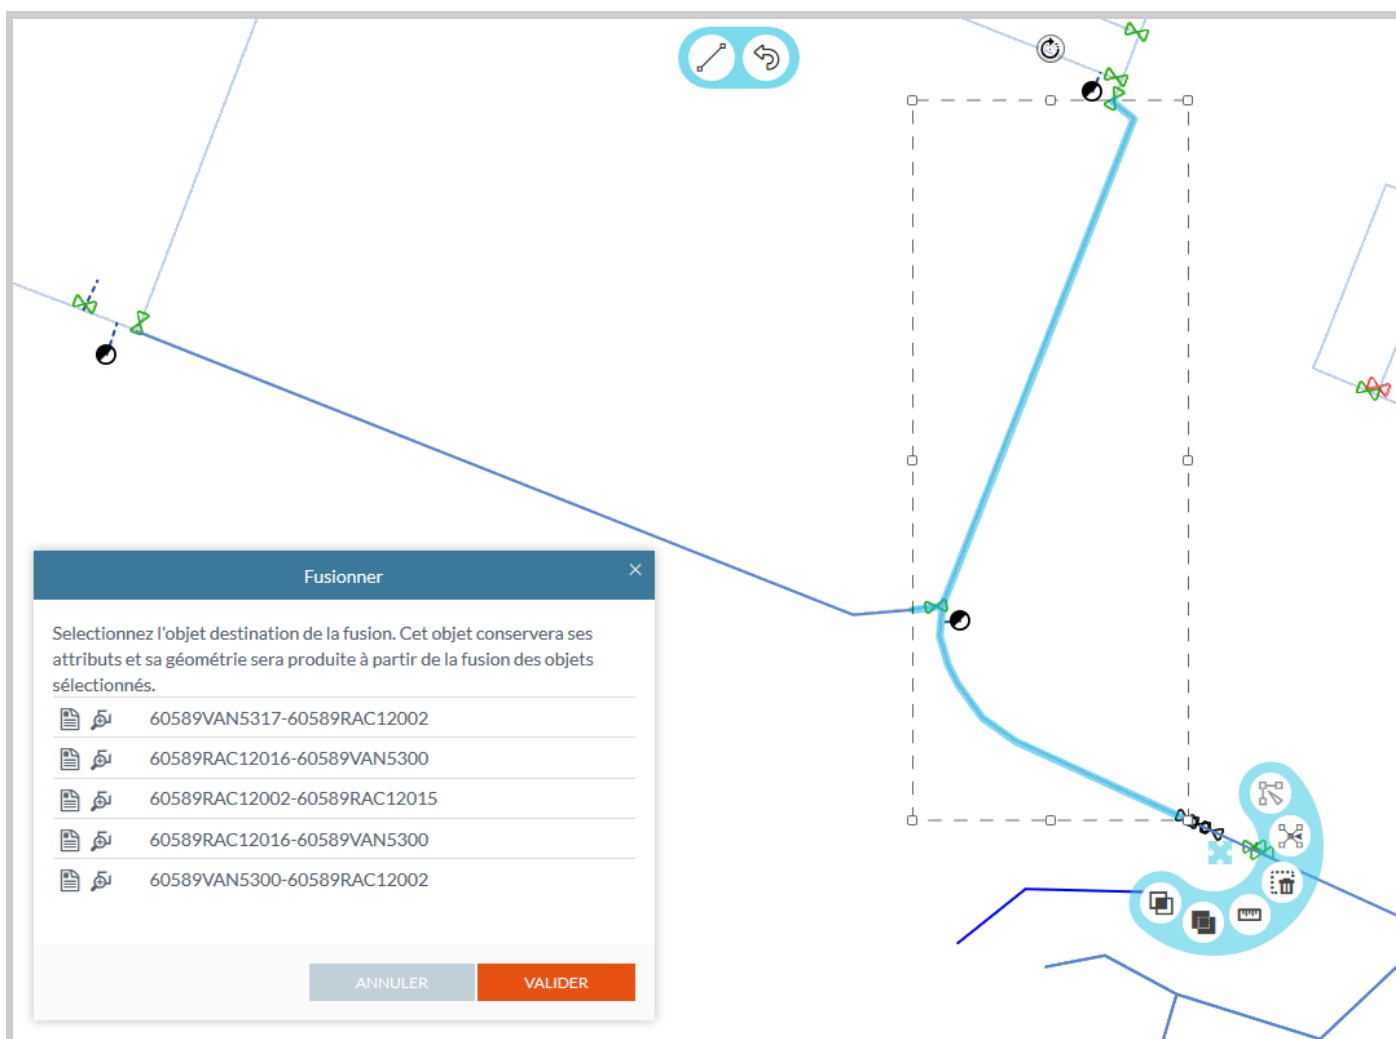 Fusionner
Selectionnez l'objet destination de la fusion. Cet objet conservera ses
attributs et sa géométrie sera produite à partir de la fusion des objets
sélectionnés.
60589VAN5317-60589RAC12002
60589RAC12016-60589VAN5300
60589RAC12002-60589RAC12015
60589RAC12016-60589VAN5300
60589VAN5300-60589RAC12002
ANNULER
VALIDER